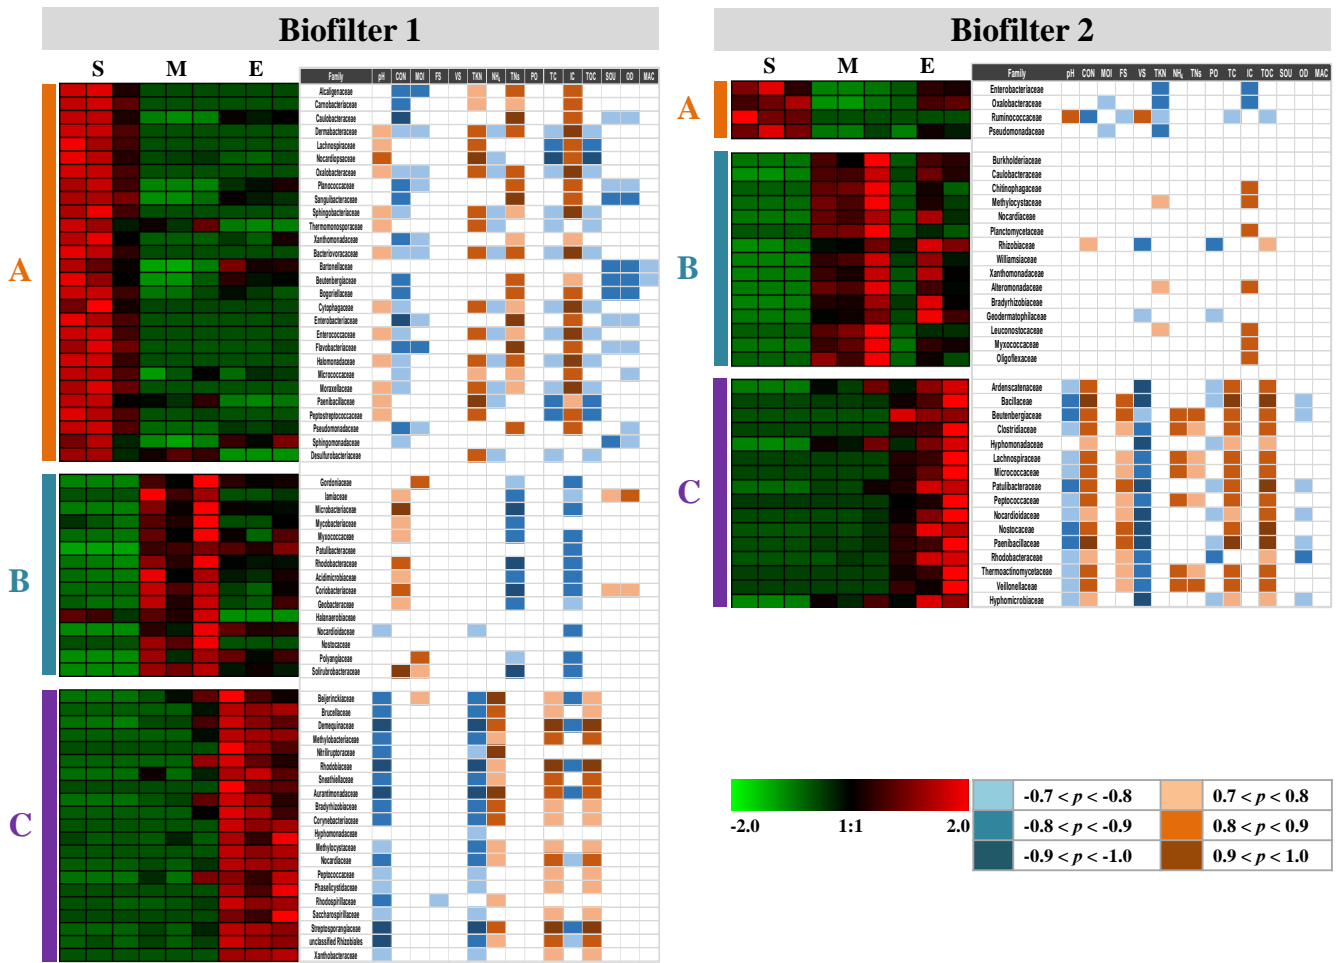 Biofilter 1
S M E
Family pH CON MOI FS VS TKN NH4 TNs PO TC IC TOC SOU OD MAC
A
Alcaligenaceae
Carnobacteriaceae
Caulobacteraceae
Dermabacteraceae
Lachnospiraceae
Nocardiopsaceae
Oxalobacteraceae
Planococcaceae
Sanguibacteraceae
Sphingobacteriaceae
Thermomonosporaceae
Xanthomonadaceae
Bacteriovoracaceae
Bartonellaceae
Beutenbergiaceae
Bogoriellaceae
Cytophagaceae
Enterobacteriaceae
Enterococcaceae
Flavobacteriaceae
Halomonadaceae
Micrococcaceae
Moraxellaceae
Paenibacillaceae
Peptostreptococcaceae
Pseudomonadaceae
Sphingomonadaceae
Desulfurobacteriaceae
B
Gordoniaceae
Iamiaceae
Microbacteriaceae
Mycobacteriaceae
Myxococcaceae
Patulibacteraceae
Rhodobacteraceae
Acidimicrobiaceae
Coriobacteriaceae
Geobacteraceae
Halanaerobiaceae
Nocardioidaceae
Nostocaceae
Polyangiaceae
Solirubrobacteraceae
C
Beijerinckiaceae
Brucellaceae
Demequinaceae
Methylobacteriaceae
Nitriliruptoraceae
Rhodobiaceae
Sneathiellaceae
Aurantimonadaceae
Bradyrhizobiaceae
Corynebacteriaceae
Hyphomonadaceae
Methylocystaceae
Nocardiaceae
Peptococcaceae
Phaselicystidaceae
Rhodospirillaceae
Saccharospirillaceae
Streptosporangiaceae
unclassified Rhizobiales
Xanthobacteraceae
Biofilter 2
S M E
Family pH CON MOI FS VS TKN NH4 TNs PO TC IC TOC SOU OD MAC
A
Enterobacteriaceae
Oxalobacteraceae
Ruminococcaceae
Pseudomonadaceae
B
Burkholderiaceae
Caulobacteraceae
Chitinophagaceae
Methylocystaceae
Nocardiaceae
Planctomycetaceae
Rhizobiaceae
Williamsiaceae
Xanthomonadaceae
Alteromonadaceae
Bradyrhizobiaceae
Geodermatophilaceae
Leuconostocaceae
Myxococcaceae
Oligoflexaceae
C
Ardenscatenaceae
Bacillaceae
Beutenbergiaceae
Clostridiaceae
Hyphomonadaceae
Lachnospiraceae
Micrococcaceae
Patulibacteraceae
Peptococcaceae
Nocardioidaceae
Nostocaceae
Paenibacillaceae
Rhodobacteraceae
Thermoactinomycetaceae
Veillonellaceae
Hyphomicrobiaceae
-2.0 1:1 2.0
-0.7 < p < -0.8 0.7 < p < 0.8
-0.8 < p < -0.9 0.8 < p < 0.9
-0.9 < p < -1.0 0.9 < p < 1.0